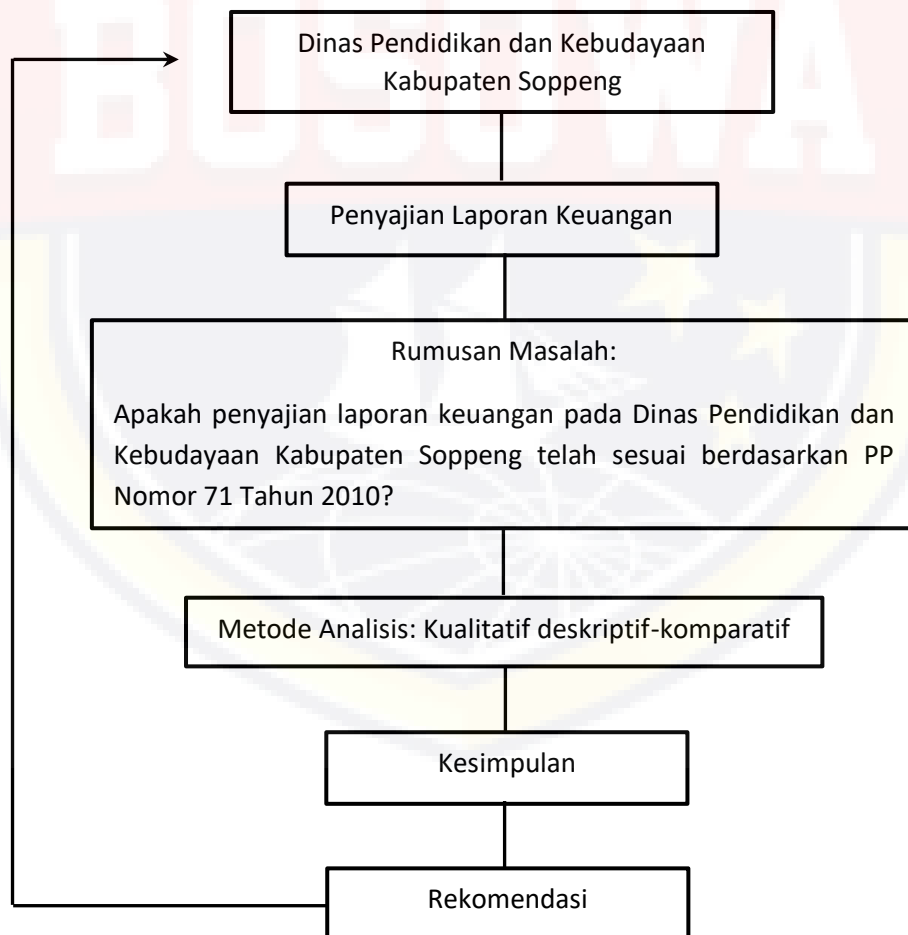 BOSOWA
Dinas Pendidikan dan Kebudayaan
Kabupaten Soppeng
Penyajian Laporan Keuangan
Rumusan Masalah:
Apakah penyajian laporan keuangan pada Dinas Pendidikan dan
Kebudayaan Kabupaten Soppeng telah sesuai berdasarkan PP
Nomor 71 Tahun 2010?
Metode Analisis: Kualitatif deskriptif-komparatif
Kesimpulan
Rekomendasi